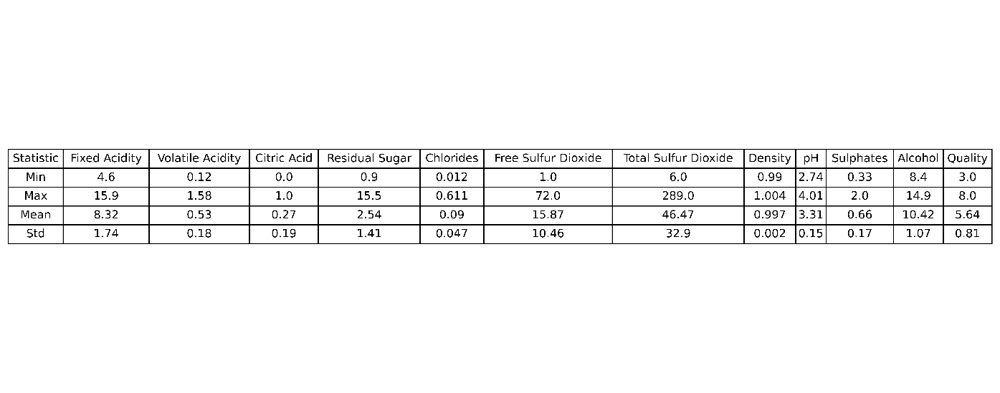 Statistic Fixed Acidity Volatile Acidity Citric Acid Residual Sugar Chlorides Free Sulfur Dioxide Total Sulfur Dioxide Density pH Sulphates Alcohol Quality
Min 4.6 0.12 0.0 0.9 0.012 1.0 6.0 0.99 2.74 0.33 8.4 3.0
Max 15.9 1.58 1.0 15.5 0.611 72.0 289.0 1.004 4.01 2.0 14.9 8.0
Mean 8.32 0.53 0.27 2.54 0.09 15.87 46.47 0.997 3.31 0.66 10.42 5.64
Std 1.74 0.18 0.19 1.41 0.047 10.46 32.9 0.002 0.15 0.17 1.07 0.81